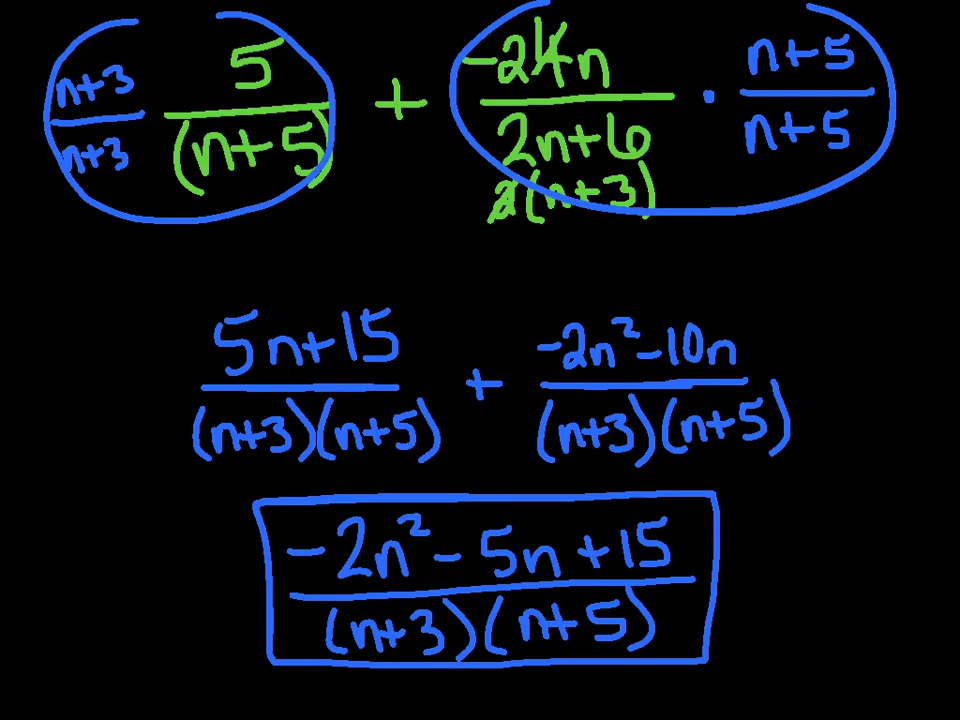 n+3/n+3 5/(n+5) + -2 4n/2n+6 · n+5/n+5
2(n+3)
5n+15/(n+3)(n+5) + -2n²-10n/(n+3)(n+5)
-2n²-5n+15/(n+3)(n+5)